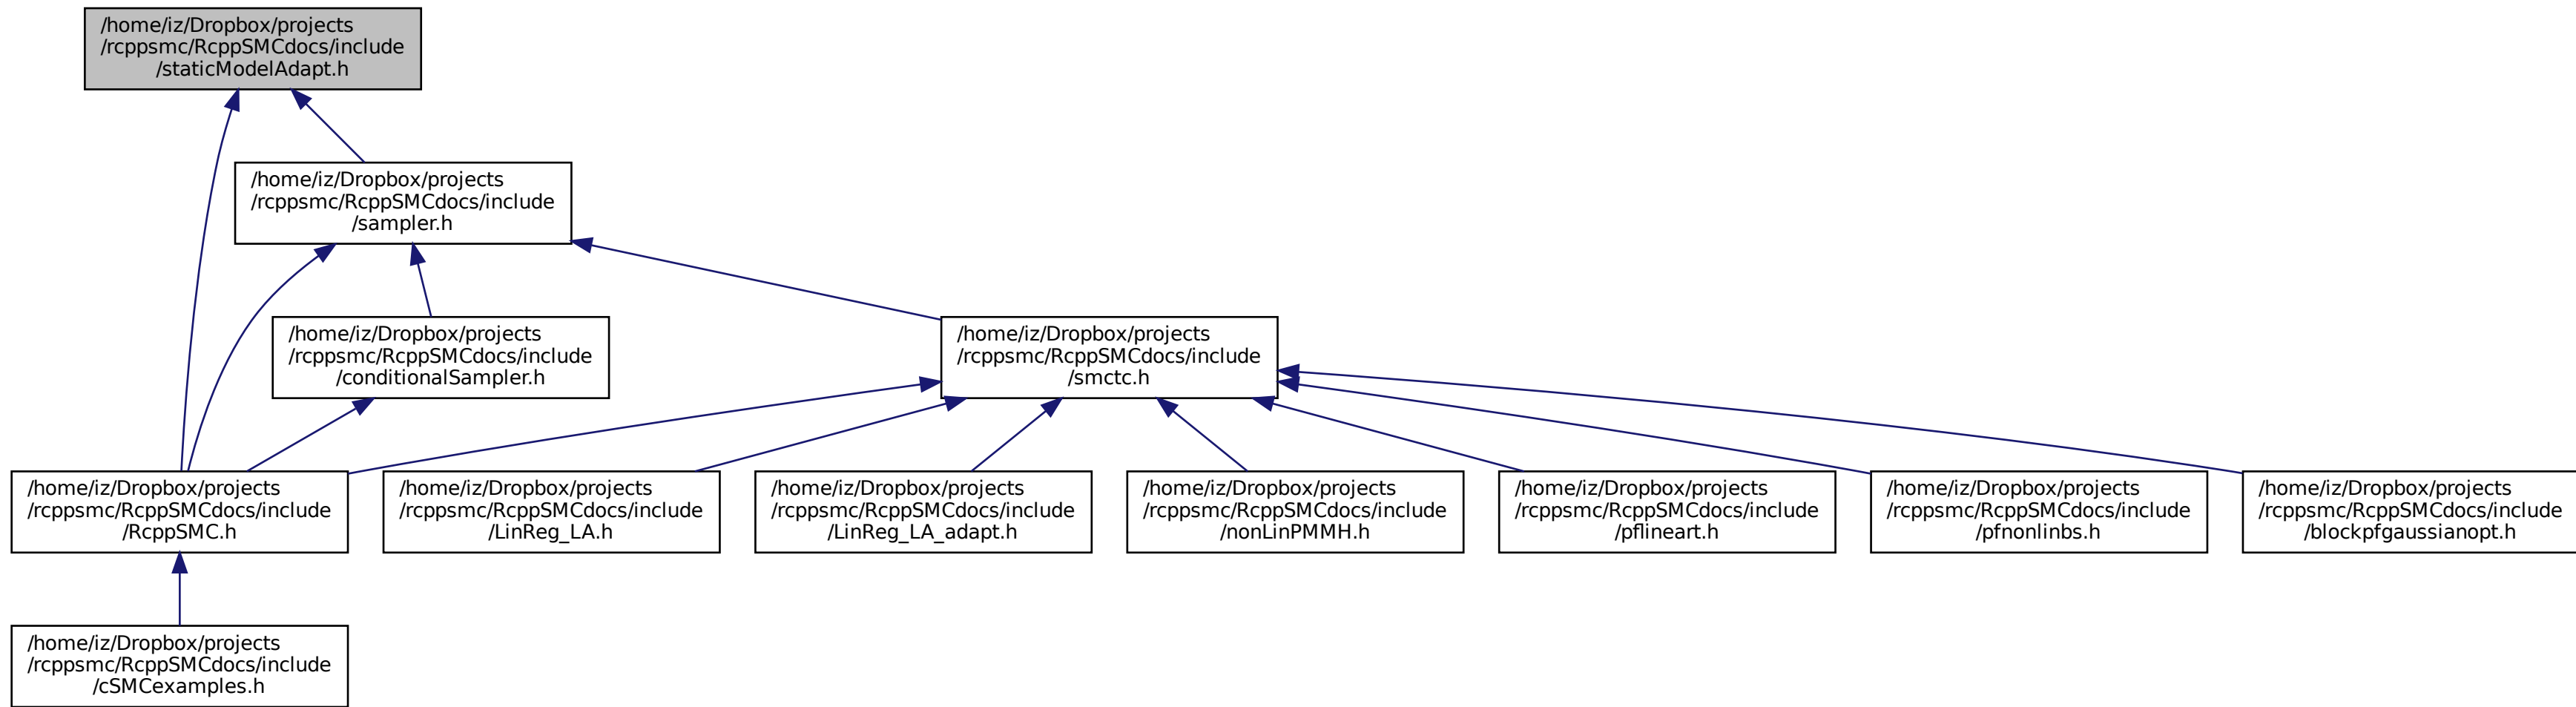 /home/iz/Dropbox/projects
/rcppsmc/RcppSMCdocs/include
/staticModelAdapt.h
/home/iz/Dropbox/projects
/rcppsmc/RcppSMCdocs/include
/sampler.h
/home/iz/Dropbox/projects
/rcppsmc/RcppSMCdocs/include
/conditionalSampler.h
/home/iz/Dropbox/projects
/rcppsmc/RcppSMCdocs/include
/smctc.h
/home/iz/Dropbox/projects
/rcppsmc/RcppSMCdocs/include
/RcppSMC.h
/home/iz/Dropbox/projects
/rcppsmc/RcppSMCdocs/include
/LinReg_LA.h
/home/iz/Dropbox/projects
/rcppsmc/RcppSMCdocs/include
/LinReg_LA_adapt.h
/home/iz/Dropbox/projects
/rcppsmc/RcppSMCdocs/include
/nonLinPMMH.h
/home/iz/Dropbox/projects
/rcppsmc/RcppSMCdocs/include
/pflineart.h
/home/iz/Dropbox/projects
/rcppsmc/RcppSMCdocs/include
/pfnonlinbs.h
/home/iz/Dropbox/projects
/rcppsmc/RcppSMCdocs/include
/blockpfgaussianopt.h
/home/iz/Dropbox/projects
/rcppsmc/RcppSMCdocs/include
/cSMCexamples.h